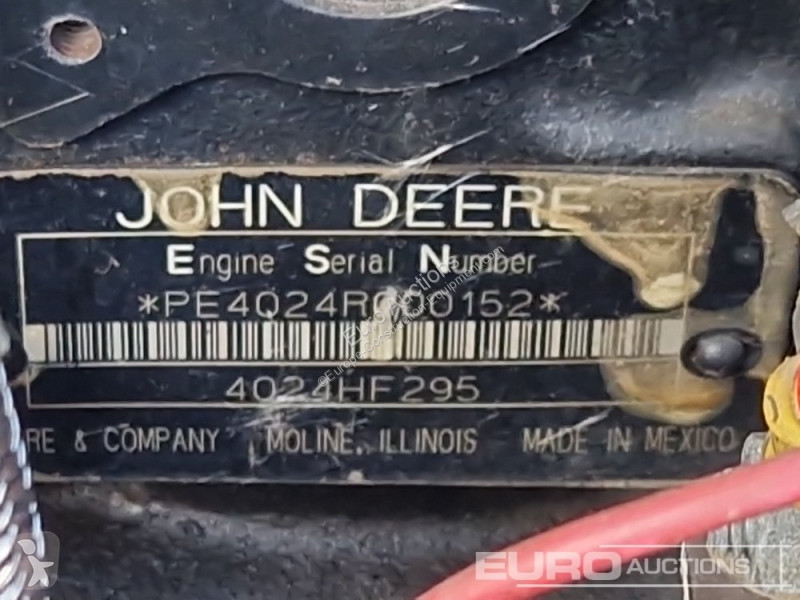 JOHN DEERE
Engine Serial Number
4024HF295
RE & COMPANY MOLINE, ILLINOIS MADE IN MEXICO
EURO AUCTIONS